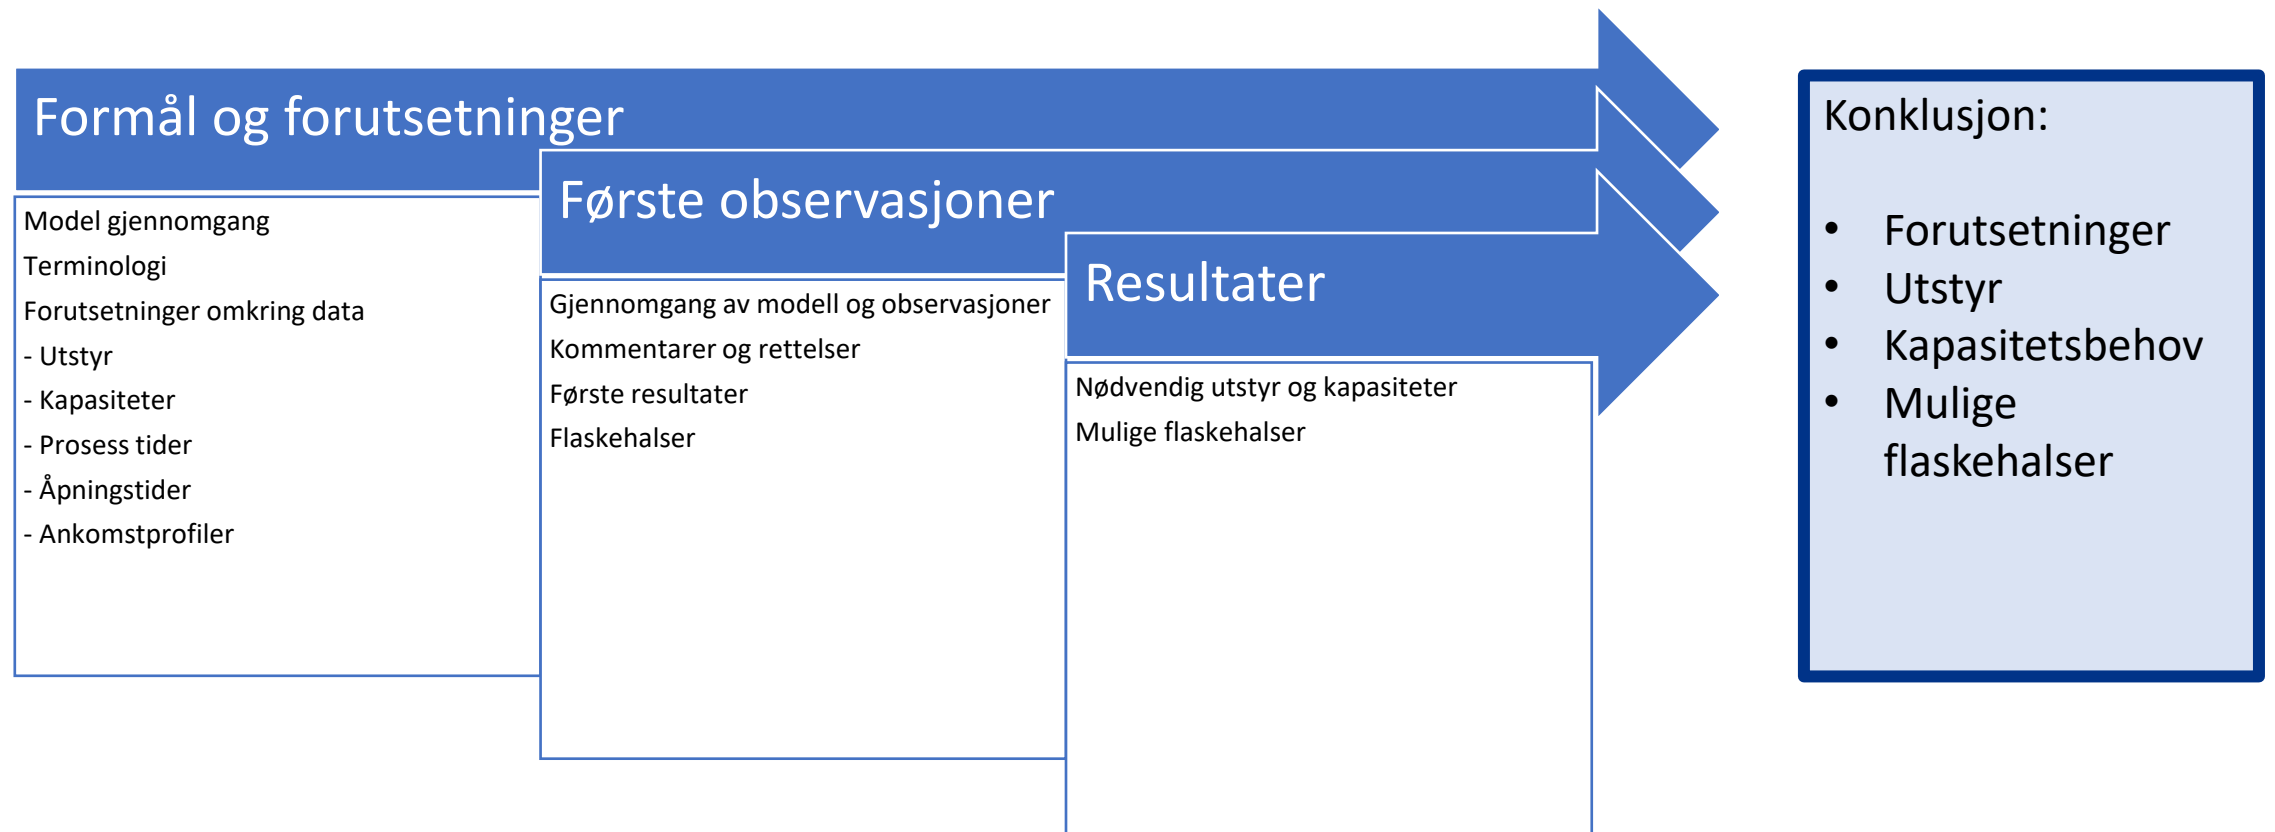 Formål og forutsetninger
Model gjennomgang
Terminologi
Forutsetninger omkring data
- Utstyr
- Kapasiteter
- Prosess tider
- Åpningstider
- Ankomstprofiler
Første observasjoner
Gjennomgang av modell og observasjoner
Kommentarer og rettelser
Første resultater
Flaskehalser
Resultater
Nødvendig utstyr og kapasiteter
Mulige flaskehalser
Konklusjon:
• Forutsetninger
• Utstyr
• Kapasitetsbehov
• Mulige
flaskehalser